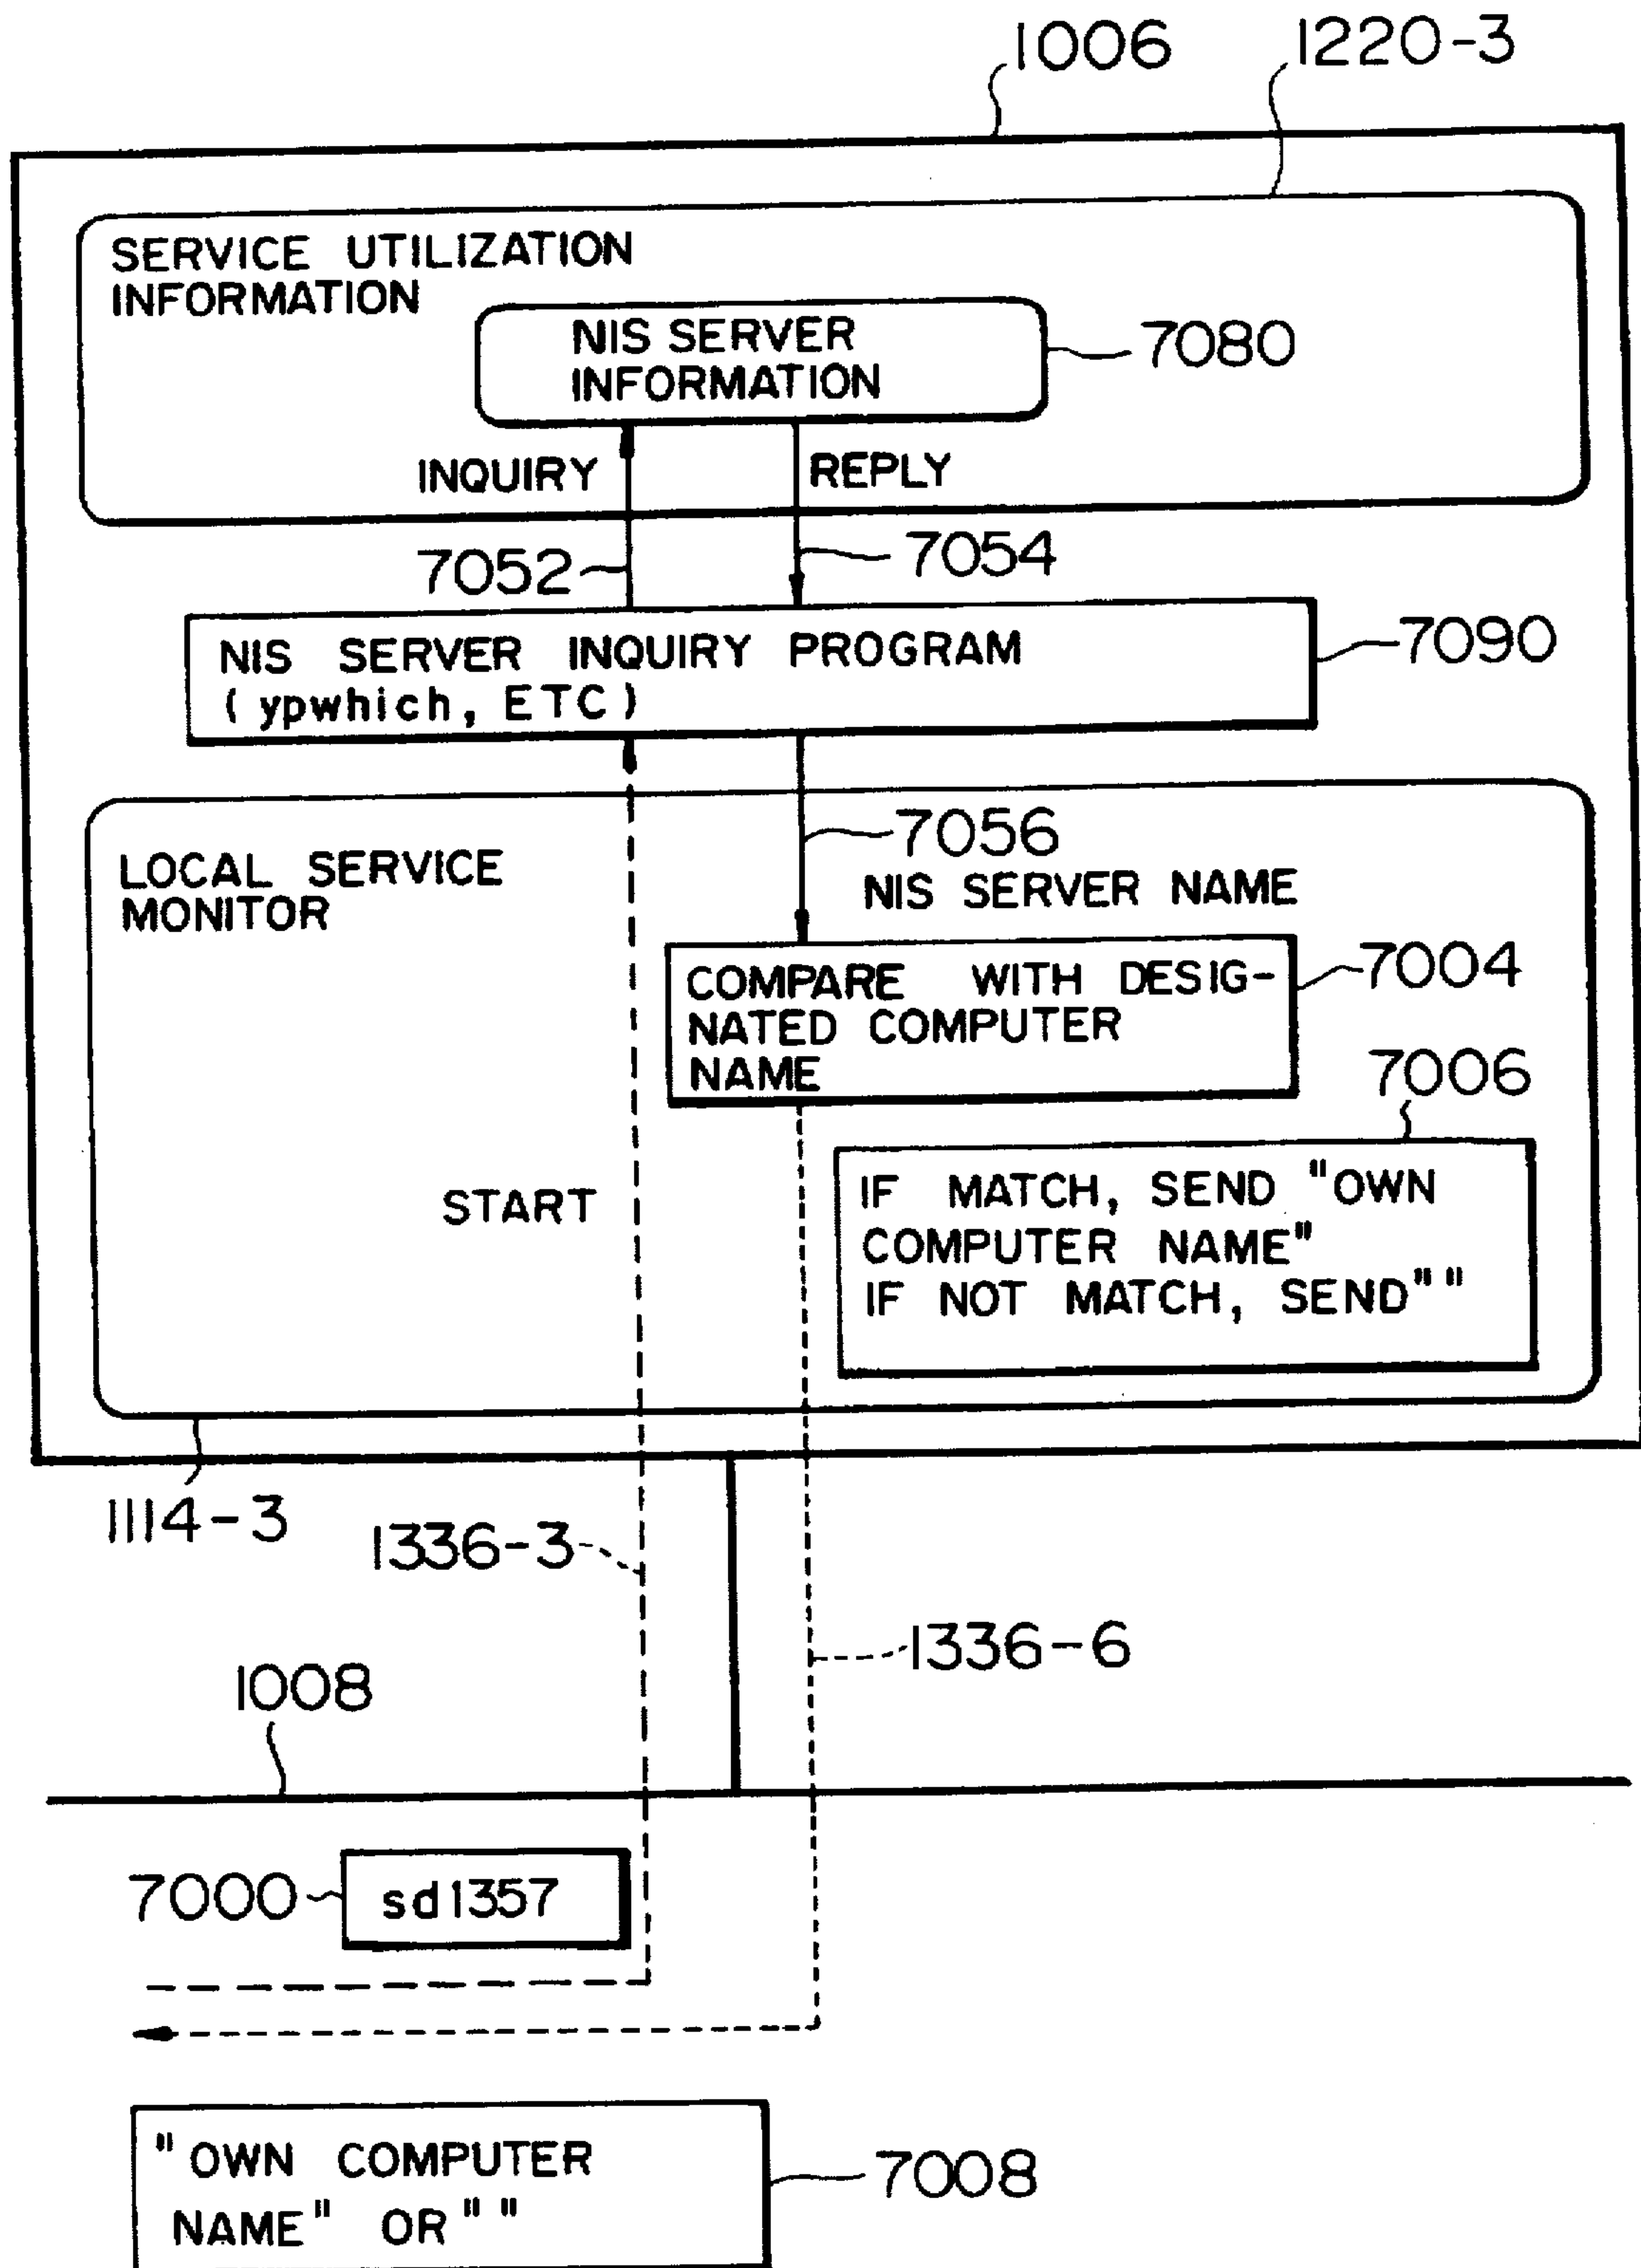 1006
1220-3
SERVICE UTILIZATION
INFORMATION
NIS SERVER
INFORMATION
7080
INQUIRY
REPLY
7052
7054
NIS SERVER INQUIRY PROGRAM
(ypwhich, ETC)
7090
7056
NIS SERVER NAME
LOCAL SERVICE
MONITOR
COMPARE WITH DESIG-
NATED COMPUTER
NAME
7004
7006
START
IF MATCH, SEND "OWN
COMPUTER NAME"
IF NOT MATCH, SEND""
1114-3
1336-3
1336-6
1008
7000
sd1357
"OWN COMPUTER
NAME" OR""
7008